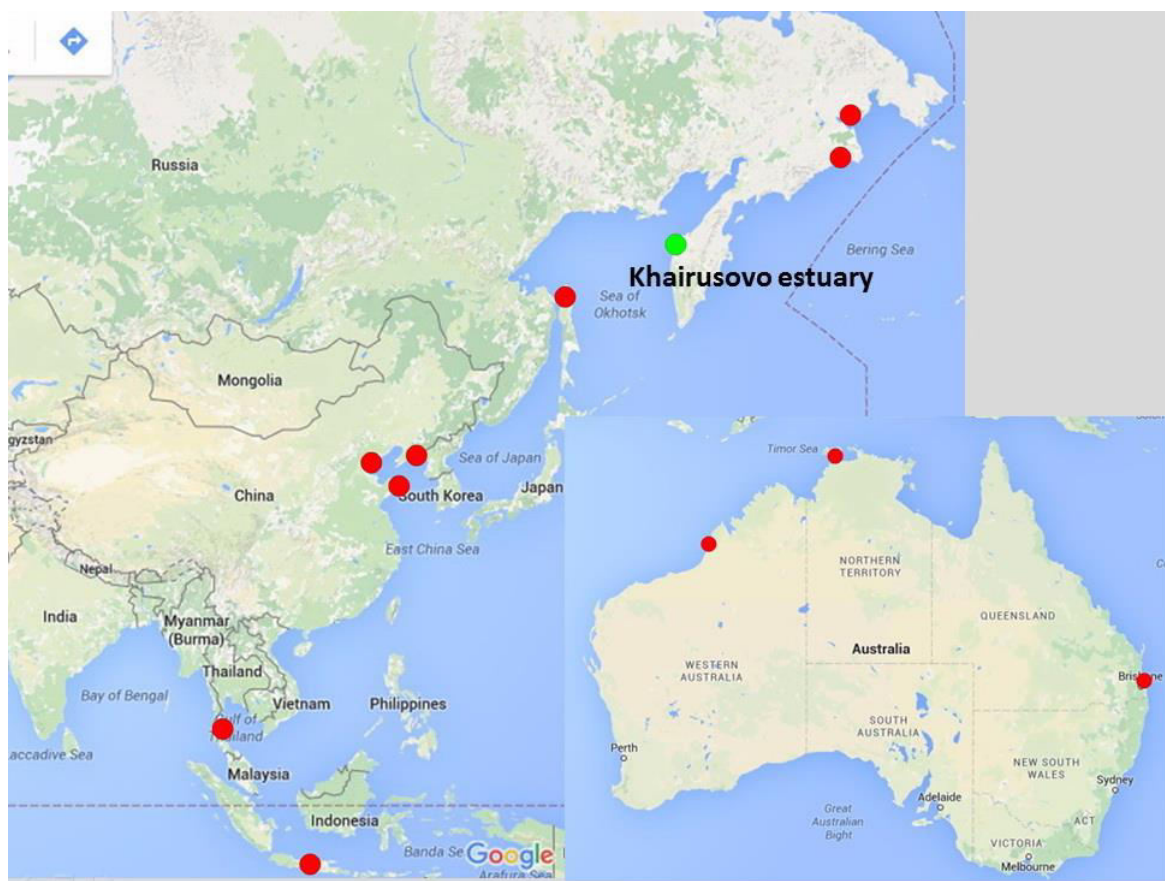 Russia
Bering Sea
Khairusovo estuary
Sea of
Okhotsk
Mongolia
gyzstan
Sea of Japan
China
South Korea
Japan
East China Sea
Nepal
India
Myanmar
(Burma)
Thailand
Bay of Bengal
Vietnam
Philippines
Gulf of
Thailand
accadive Sea
Malaysia
Indonesia
Banda Se
Google
Arafura Sea
Timor Sea
NORTHERN
TERRITORY
QUEENSLAND
Australia
WESTERN
AUSTRALIA
Brisbane
SOUTH
AUSTRALIA
Perth
NEW SOUTH
WALES
Sydney
Adelaide
ACT
Great
Australian
Bight
VICTORIA
Melbourne